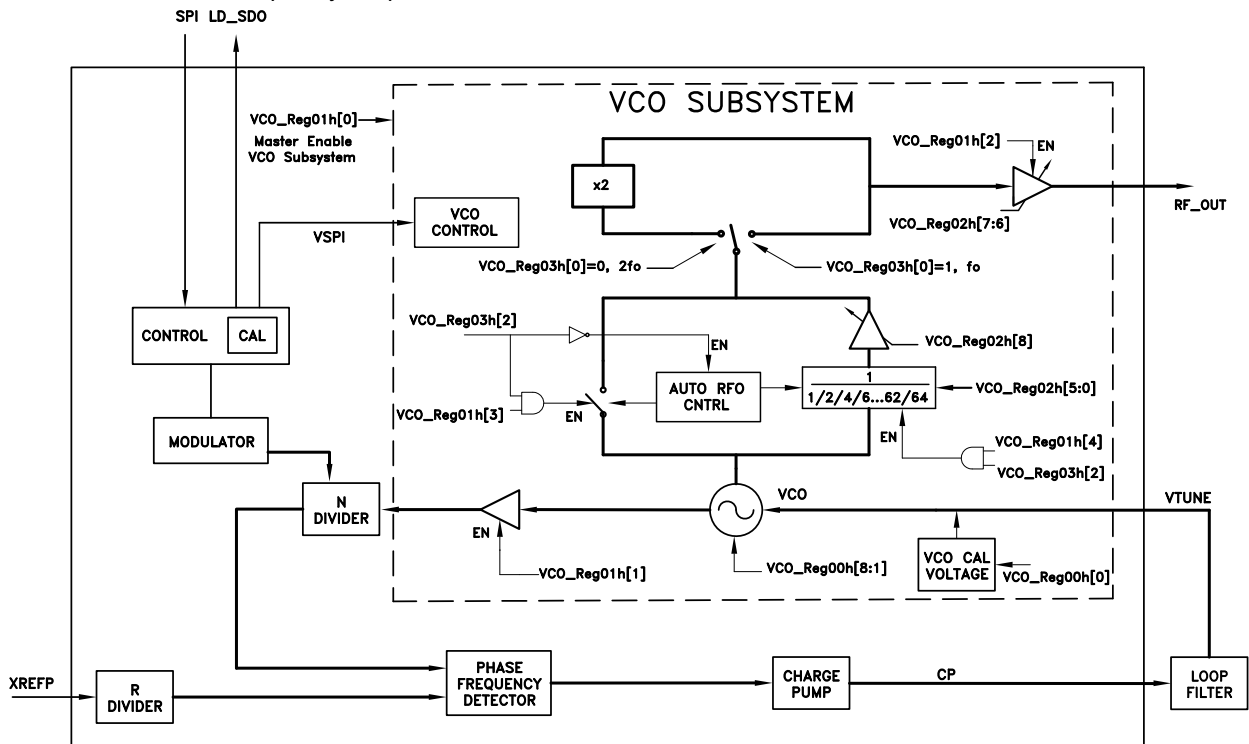 SPI LD_SDO
VCO SUBSYSTEM
VCO_Reg01h[0]
Master Enable
VCO Subsystem
VCO_Reg01h[2]
EN
x2
RF_OUT
VCO_Reg02h[7:6]
VCO
CONTROL
VSPI
VCO_Reg03h[0]=0, 2fo
VCO_Reg03h[0]=1, fo
CONTROL
CAL
VCO_Reg03h[2]
EN
VCO_Reg02h[8]
AUTO RFO
CNTRL
1
1/2/4/6...62/64
VCO_Reg02h[5:0]
VCO_Reg01h[3]
EN
EN
VCO_Reg01h[4]
VCO_Reg03h[2]
MODULATOR
N
DIVIDER
EN
VCO
VTUNE
VCO_Reg01h[1]
VCO_Reg00h[8:1]
VCO CAL
VOLTAGE
VCO_Reg00h[0]
XREFP
R
DIVIDER
PHASE
FREQUENCY
DETECTOR
CHARGE
PUMP
CP
LOOP
FILTER